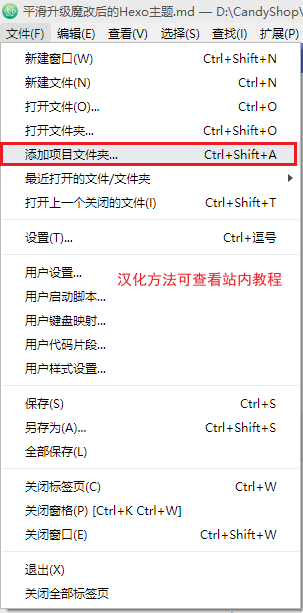 平滑升级魔改后的Hexo主题.md — D:\CandyShop\
文件(F) 编辑(E) 查看(V) 选择(S) 查找(I) 扩展(P)
新建窗口(W) Ctrl+Shift+N
新建文件(N) Ctrl+N
打开文件(O)... Ctrl+O
打开文件夹... Ctrl+Shift+O
添加项目文件夹... Ctrl+Shift+A
最近打开的文件/文件夹
打开上一个关闭的文件(I) Ctrl+Shift+T
设置(T)... Ctrl+逗号
用户设置...
汉化方法可查看站内教程
用户启动脚本...
用户键盘映射...
用户代码片段...
用户样式设置...
保存(S) Ctrl+S
另存为(A)... Ctrl+Shift+S
全部保存(L)
关闭标签页(C) Ctrl+W
关闭窗格(P) [Ctrl+K Ctrl+W]
关闭窗口(E) Ctrl+Shift+W
退出(X)
关闭全部标签页